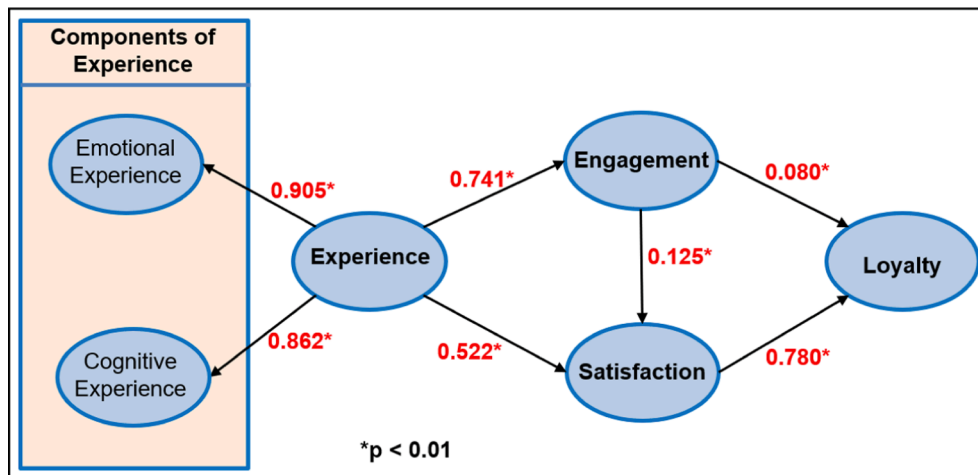 Components of
Experience
Emotional
Experience
0.905*
0.741*
Engagement
0.080*
Experience
0.125*
Loyalty
0.862*
0.522*
Cognitive
Experience
Satisfaction
0.780*
*p < 0.01